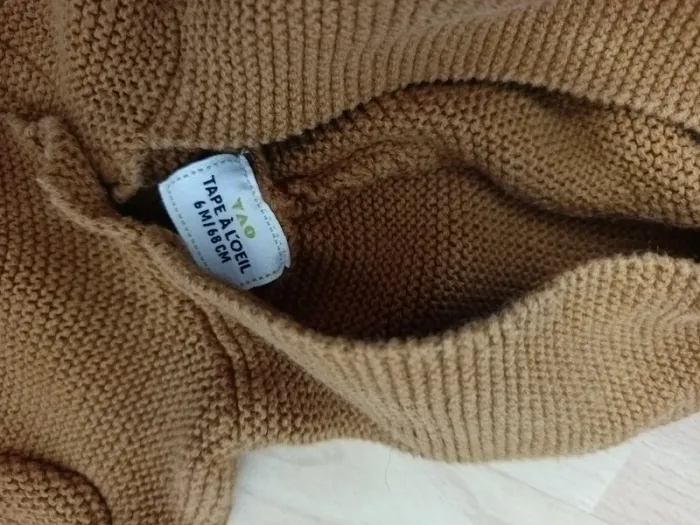 TAO
TAPE À L'OEIL
6M/68CM